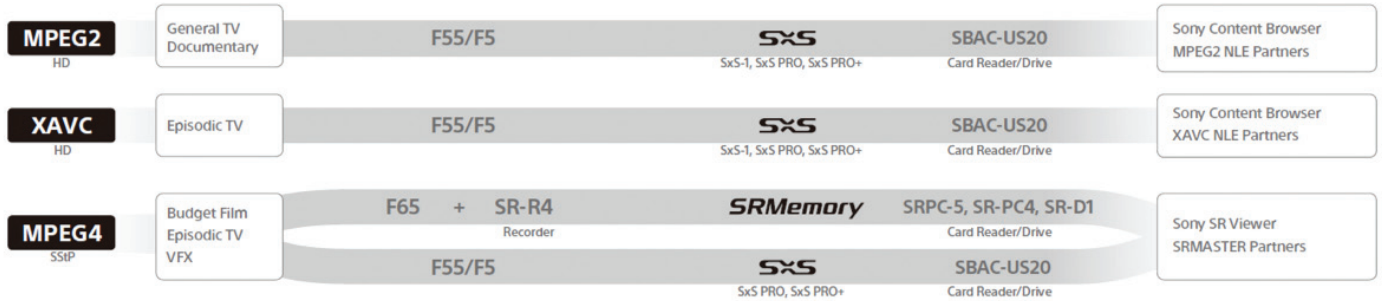 MPEG2
HD
General TV
Documentary
F55/F5
SxS
SxS-1, SxS PRO, SxS PRO+
SBAC-US20
Card Reader/Drive
Sony Content Browser
MPEG2 NLE Partners
XAVC
HD
Episodic TV
F55/F5
SxS
SxS-1, SxS PRO, SxS PRO+
SBAC-US20
Card Reader/Drive
Sony Content Browser
XAVC NLE Partners
MPEG4
SStP
Budget Film
Episodic TV
VFX
F65 + SR-R4
Recorder
SRMemory
SRPC-5, SR-PC4, SR-D1
Card Reader/Drive
F55/F5
SxS
SxS PRO, SxS PRO+
SBAC-US20
Card Reader/Drive
Sony SR Viewer
SRMASTER Partners